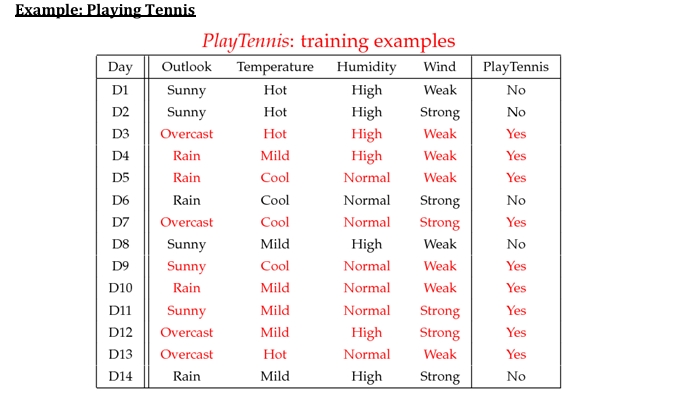 Example: Playing Tennis
PlayTennis: training examples
Day Outlook Temperature Humidity Wind PlayTennis
D1 Sunny Hot High Weak No
D2 Sunny Hot High Strong No
D3 Overcast Hot High Weak Yes
D4 Rain Mild High Weak Yes
D5 Rain Cool Normal Weak Yes
D6 Rain Cool Normal Strong No
D7 Overcast Cool Normal Strong Yes
D8 Sunny Mild High Weak No
D9 Sunny Cool Normal Weak Yes
D10 Rain Mild Normal Weak Yes
D11 Sunny Mild Normal Strong Yes
D12 Overcast Mild High Strong Yes
D13 Overcast Hot Normal Weak Yes
D14 Rain Mild High Strong No